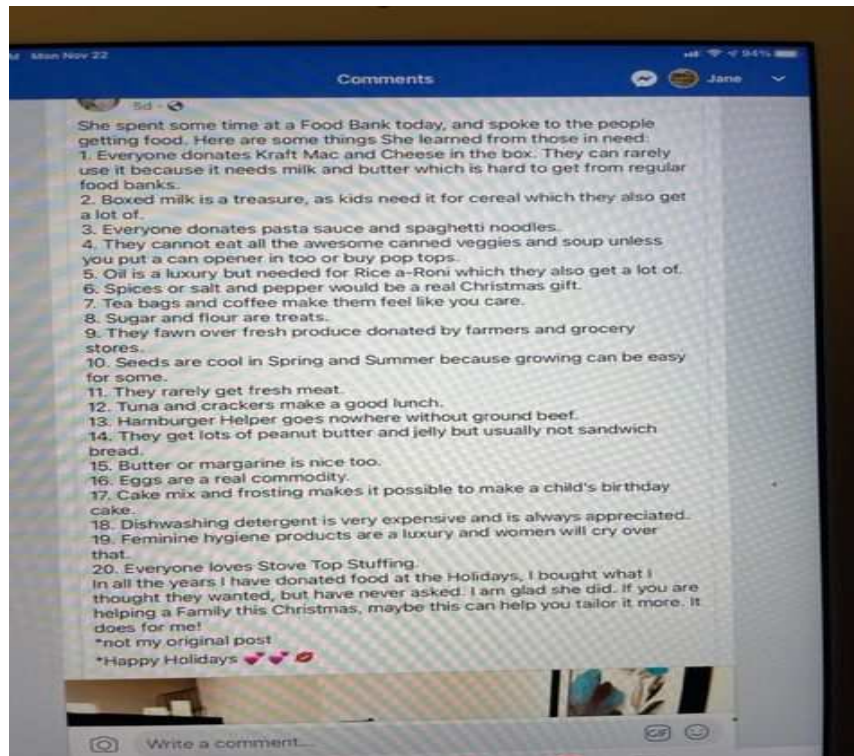 Mon Nov 22
94%
Comments
Jane
5d
She spent some time at a Food Bank today, and spoke to the people
getting food. Here are some things She learned from those in need:
1. Everyone donates Kraft Mac and Cheese in the box. They can rarely
use it because it needs milk and butter which is hard to get from regular
food banks.
2. Boxed milk is a treasure, as kids need it for cereal which they also get
a lot of.
3. Everyone donates pasta sauce and spaghetti noodles.
4. They cannot eat all the awesome canned veggies and soup unless
you put a can opener in too or buy pop tops.
5. Oil is a luxury but needed for Rice a-Roni which they also get a lot of.
6. Spices or salt and pepper would be a real Christmas gift.
7. Tea bags and coffee make them feel like you care.
8. Sugar and flour are treats.
9. They fawn over fresh produce donated by farmers and grocery
stores.
10. Seeds are cool in Spring and Summer because growing can be easy
for some.
11. They rarely get fresh meat.
12. Tuna and crackers make a good lunch.
13. Hamburger Helper goes nowhere without ground beef.
14. They get lots of peanut butter and jelly but usually not sandwich
bread.
15. Butter or margarine is nice too.
16. Eggs are a real commodity.
17. Cake mix and frosting makes it possible to make a child's birthday
cake.
18. Dishwashing detergent is very expensive and is always appreciated.
19. Feminine hygiene products are a luxury and women will cry over
that.
20. Everyone loves Stove Top Stuffing.
In all the years I have donated food at the Holidays, I bought what I
thought they wanted, but have never asked. I am glad she did. If you are
helping a Family this Christmas, maybe this can help you tailor it more. It
does for me!
*not my original post
*Happy Holidays 💕💕💋
Write a comment...
GIF